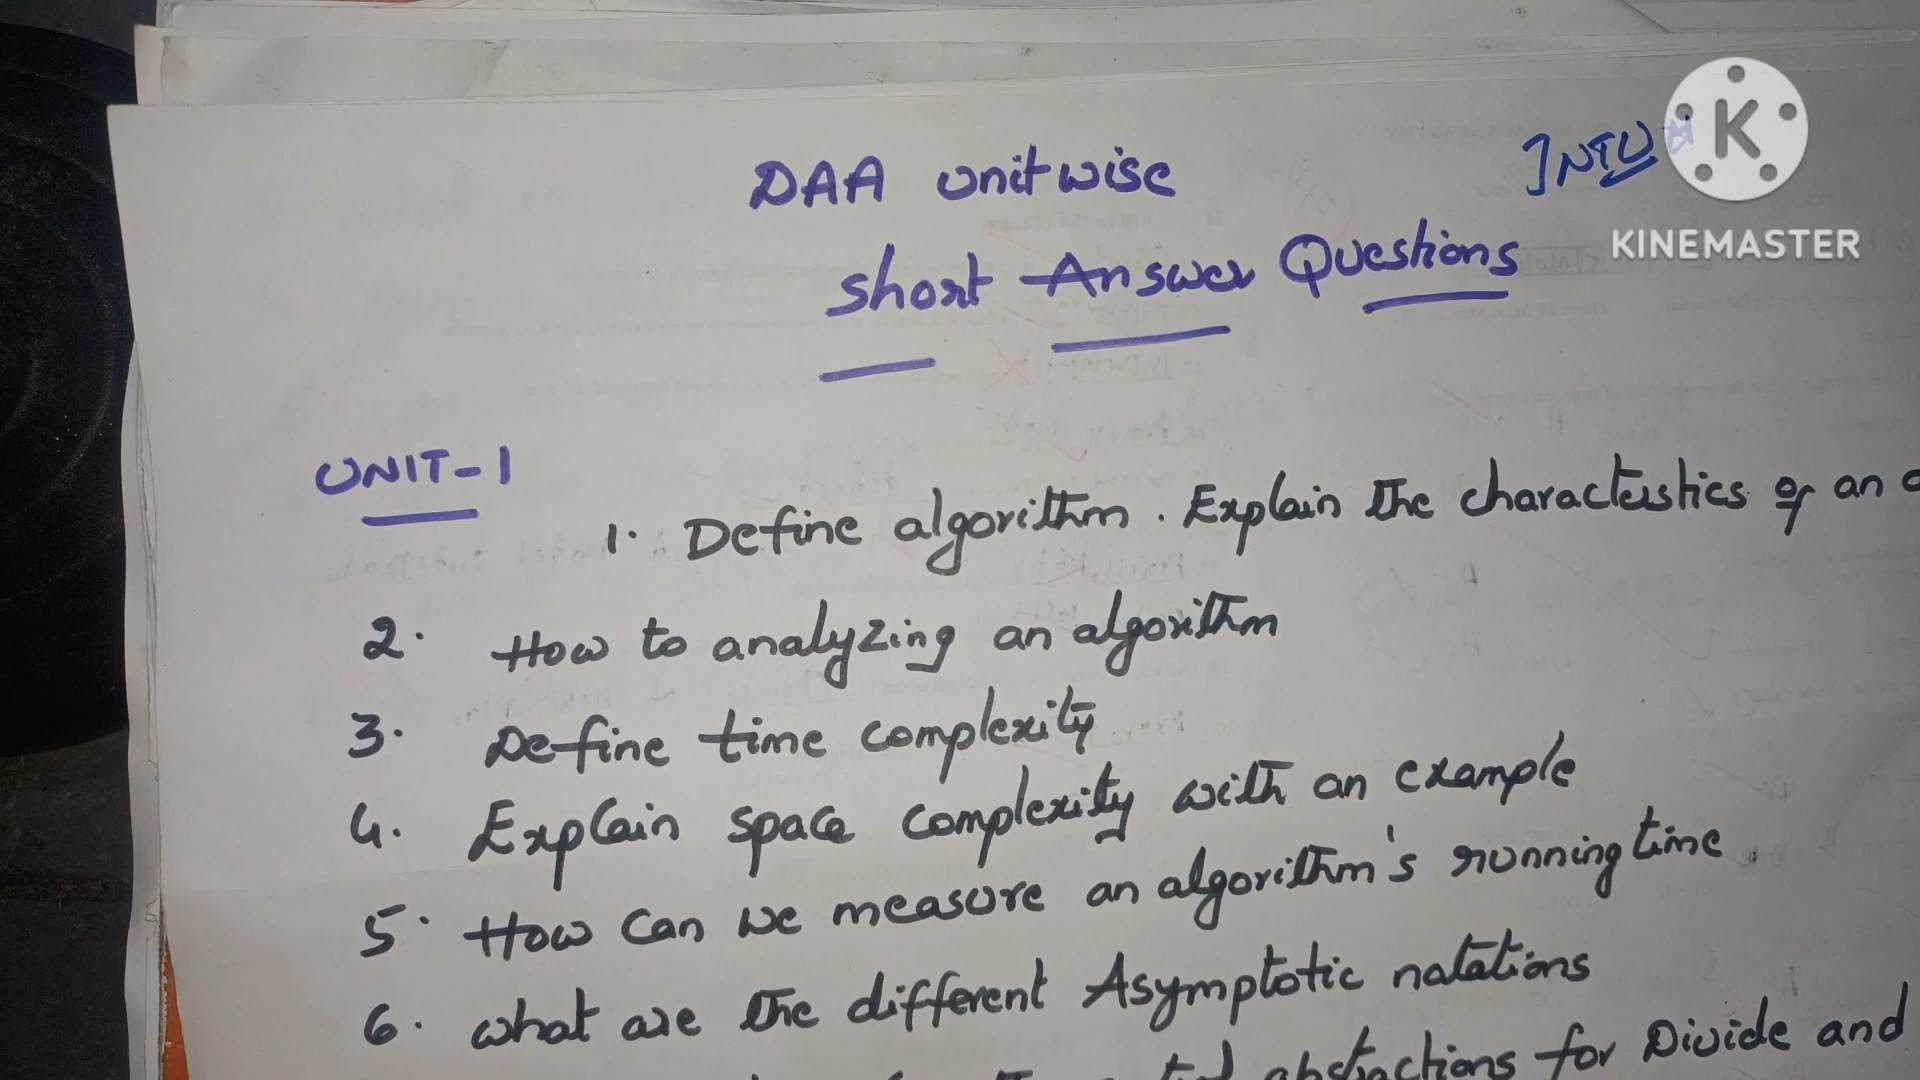 DAA unitwise
JNTU
K
KINEMASTER
short Answer Questions
UNIT-1
1. Define algorithm. Explain the characteristics of an
2. How to analyzing an algorithm
3. Define time complexity
4. Explain space complexity with an example
5. How can we measure an algorithm's running time
6. what are the different Asymptotic natations
abstractions for Divide and